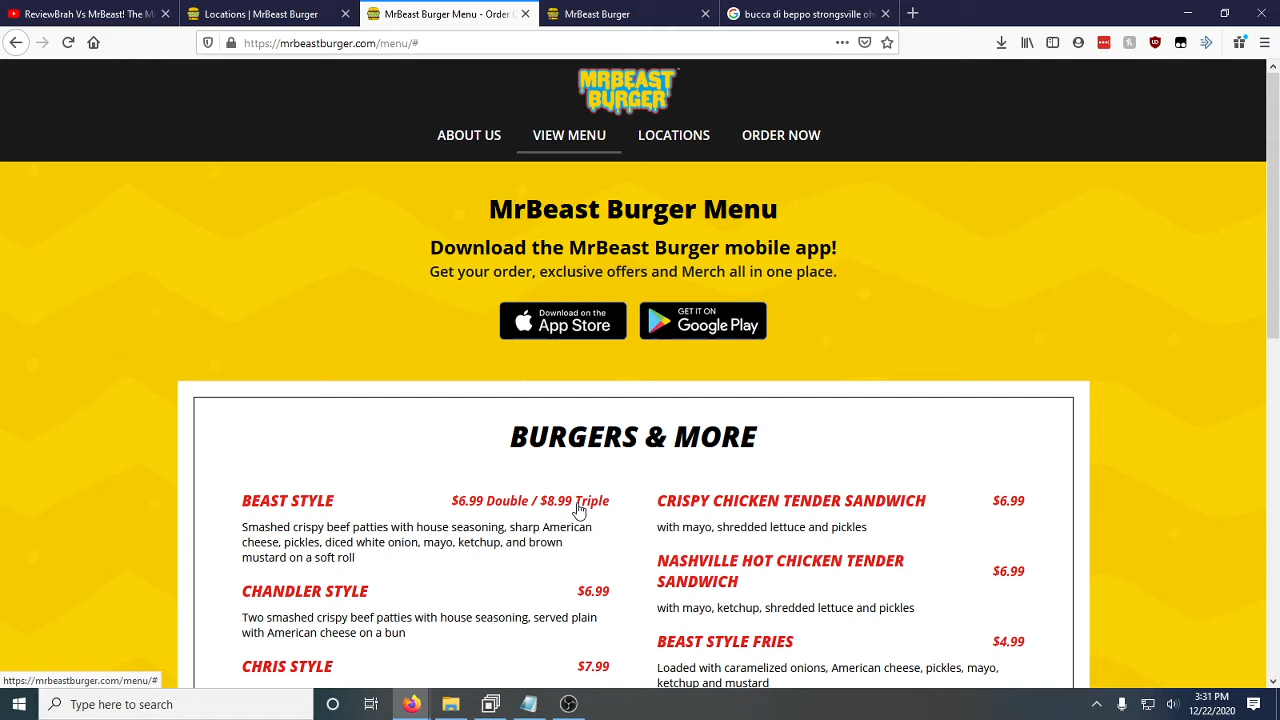 ReviewBrah Vs MrBeast! The M
Locations | MrBeast Burger
MrBeast Burger Menu - Order O
MrBeast Burger
bucca di beppo strongsville oh
https://mrbeastburger.com/menu/#
MRBEAST
BURGER
ABOUT US
VIEW MENU
LOCATIONS
ORDER NOW
MrBeast Burger Menu
Download the MrBeast Burger mobile app!
Get your order, exclusive offers and Merch all in one place.
Download on the
App Store
GET IT ON
Google Play
BURGERS & MORE
BEAST STYLE
$6.99 Double / $8.99 Triple
Smashed crispy beef patties with house seasoning, sharp American
cheese, pickles, diced white onion, mayo, ketchup, and brown
mustard on a soft roll
CHANDLER STYLE
$6.99
Two smashed crispy beef patties with house seasoning, served plain
with American cheese on a bun
CHRIS STYLE
$7.99
CRISPY CHICKEN TENDER SANDWICH
$6.99
with mayo, shredded lettuce and pickles
NASHVILLE HOT CHICKEN TENDER
SANDWICH
$6.99
with mayo, ketchup, shredded lettuce and pickles
BEAST STYLE FRIES
$4.99
Loaded with caramelized onions, American cheese, pickles, mayo,
ketchup and mustard
https://mrbeastburger.com/menu/#
Type here to search
3:31 PM
12/22/2020